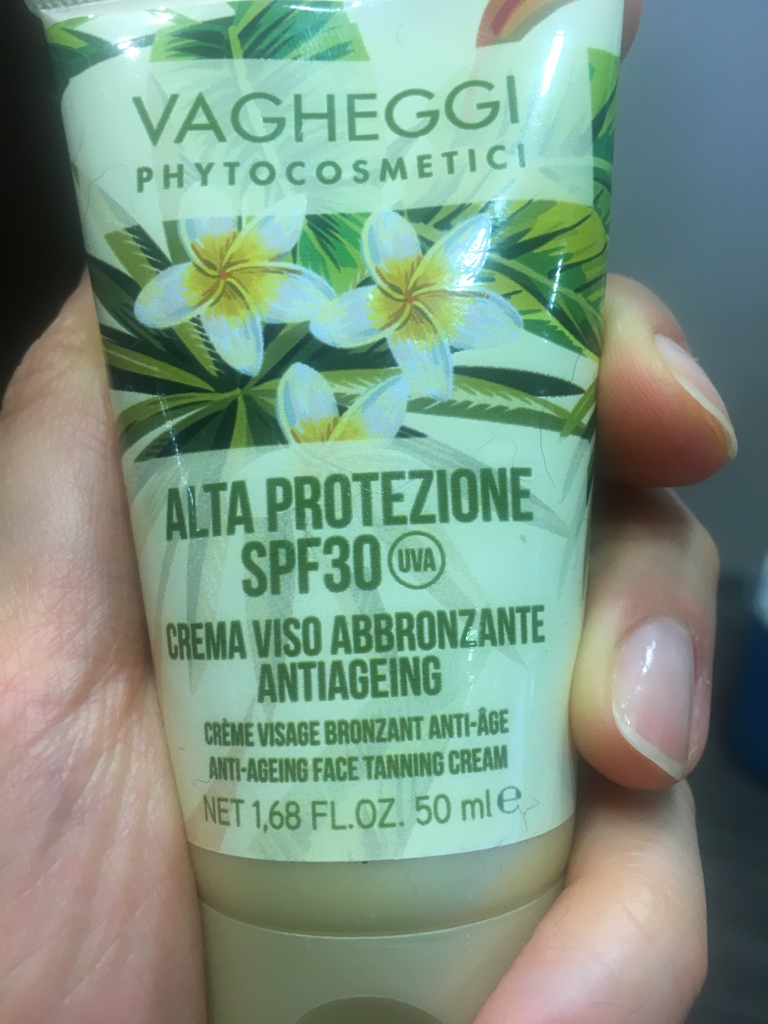 VAGHEGGI
PHYTOCOSMETICI
ALTA PROTEZIONE
SPF30 UVA
CREMA VISO ABBRONZANTE
ANTIAGEING
CRÈME VISAGE BRONZANT ANTI-ÂGE
ANTI-AGEING FACE TANNING CREAM
NET 1,68 FL.OZ. 50 ml e